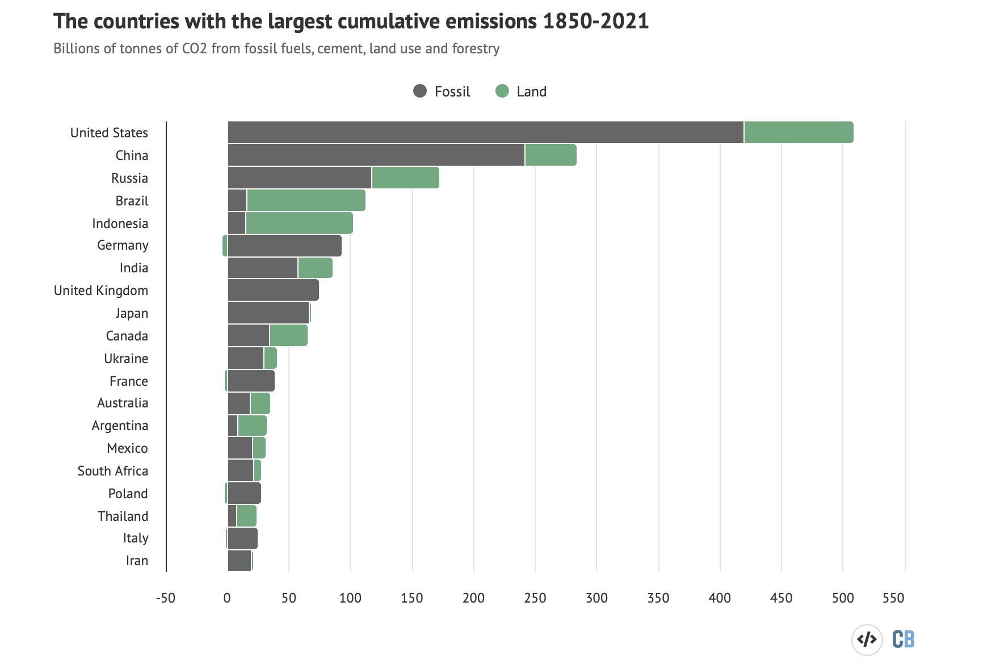 The countries with the largest cumulative emissions 1850-2021
Billions of tonnes of CO2 from fossil fuels, cement, land use and forestry
Fossil Land
United States
China
Russia
Brazil
Indonesia
Germany
India
United Kingdom
Japan
Canada
Ukraine
France
Australia
Argentina
Mexico
South Africa
Poland
Thailand
Italy
Iran
-50 0 50 100 150 200 250 300 350 400 450 500 550
</> CB